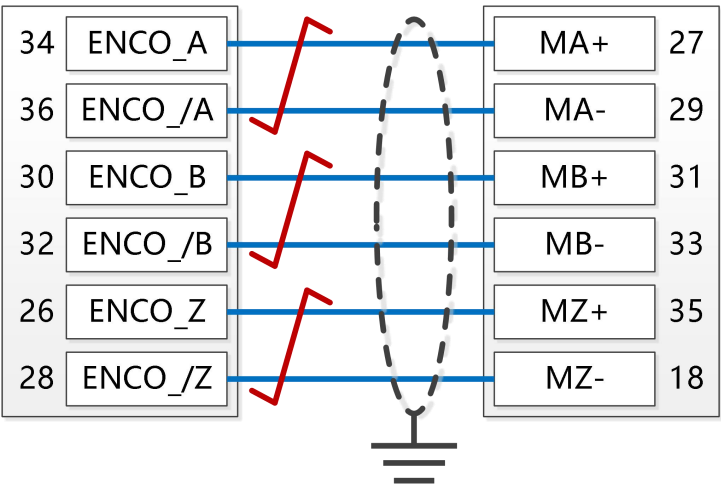 34 ENCO_A MA+ 27
36 ENCO_/A MA- 29
30 ENCO_B MB+ 31
32 ENCO_/B MB- 33
26 ENCO_Z MZ+ 35
28 ENCO_/Z MZ- 18